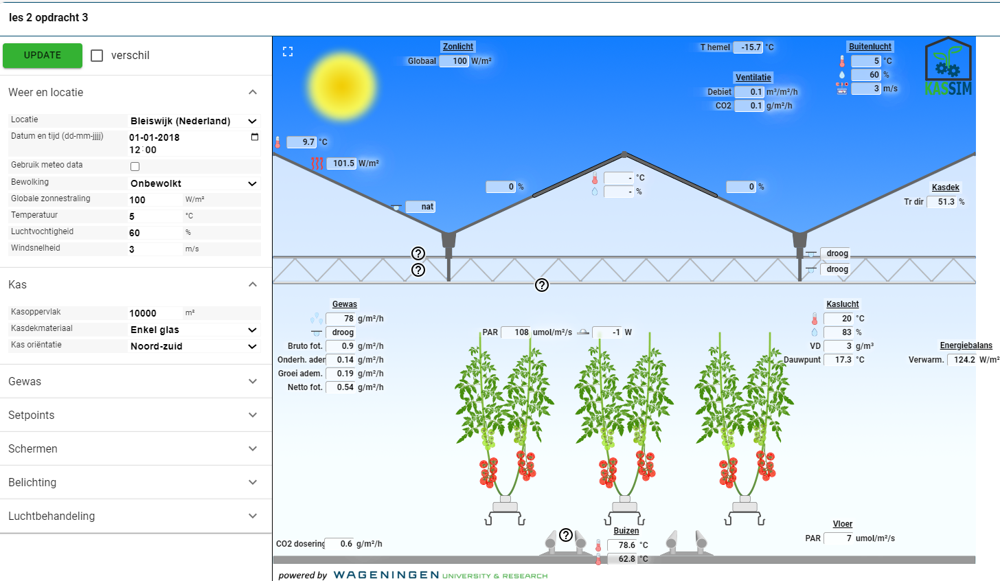 les 2 opdracht 3
UPDATE
verschil
Weer en locatie
Locatie Bleiswijk (Nederland)
Datum en tijd (dd-mm-jjjj) 01-01-2018
12:00
Gebruik meteo data
Bewolking Onbewolkt
Globale zonnestraling 100 W/m²
Temperatuur 5 °C
Luchtvochtigheid 60 %
Windsnelheid 3 m/s
Kas
Kasoppervlak 10000 m²
Kasdekmateriaal Enkel glas
Kas oriëntatie Noord-zuid
Gewas
Setpoints
Schermen
Belichting
Luchtbehandeling
Zonlicht
Globaal 100 W/m²
T hemel -15.7 °C
Ventilatie
Debiet 0.1 m³/m²/h
CO2 0.1 g/m²/h
Buitenlucht
5 °C
60 %
3 m/s
KASSIM
9.7 °C
101.5 W/m²
nat
0 %
- °C
- %
0 %
Kasdek
Tr dir 51.3 %
droog
droog
?
?
?
Gewas
78 g/m²/h
droog
Bruto fot. 0.9 g/m²/h
Onderh. aden 0.14 g/m²/h
Groei adem. 0.19 g/m²/h
Netto fot. 0.54 g/m²/h
PAR 108 umol/m²/s -1 W
Kaslucht
20 °C
83 %
VD 3 g/m³
Dauwpunt 17.3 °C
Energiebalans
Verwarm. 124.2 W/m²
CO2 dosering 0.6 g/m²/h
?
Buizen
78.6 °C
62.8 °C
Vloer
PAR 7 umol/m²/s
powered by WAGENINGEN UNIVERSITY & RESEARCH